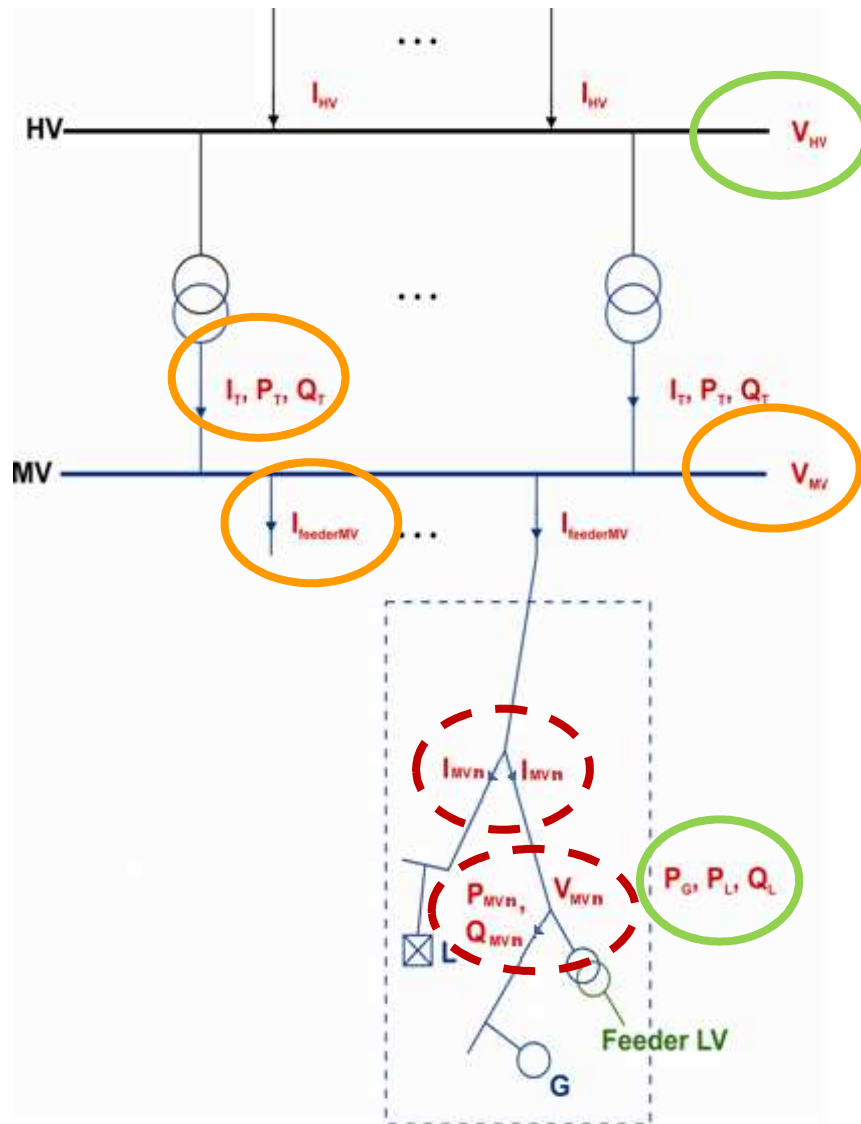 ...
I_HV I_HV
HV V_HV
...
I_T, P_T, Q_T I_T, P_T, Q_T
MV V_MV
I_feederMV ... I_feederMV
I_MVn I_MVn
P_MVn, V_MVn P_G, P_L, Q_L
Q_MVn
L
Feeder LV
G